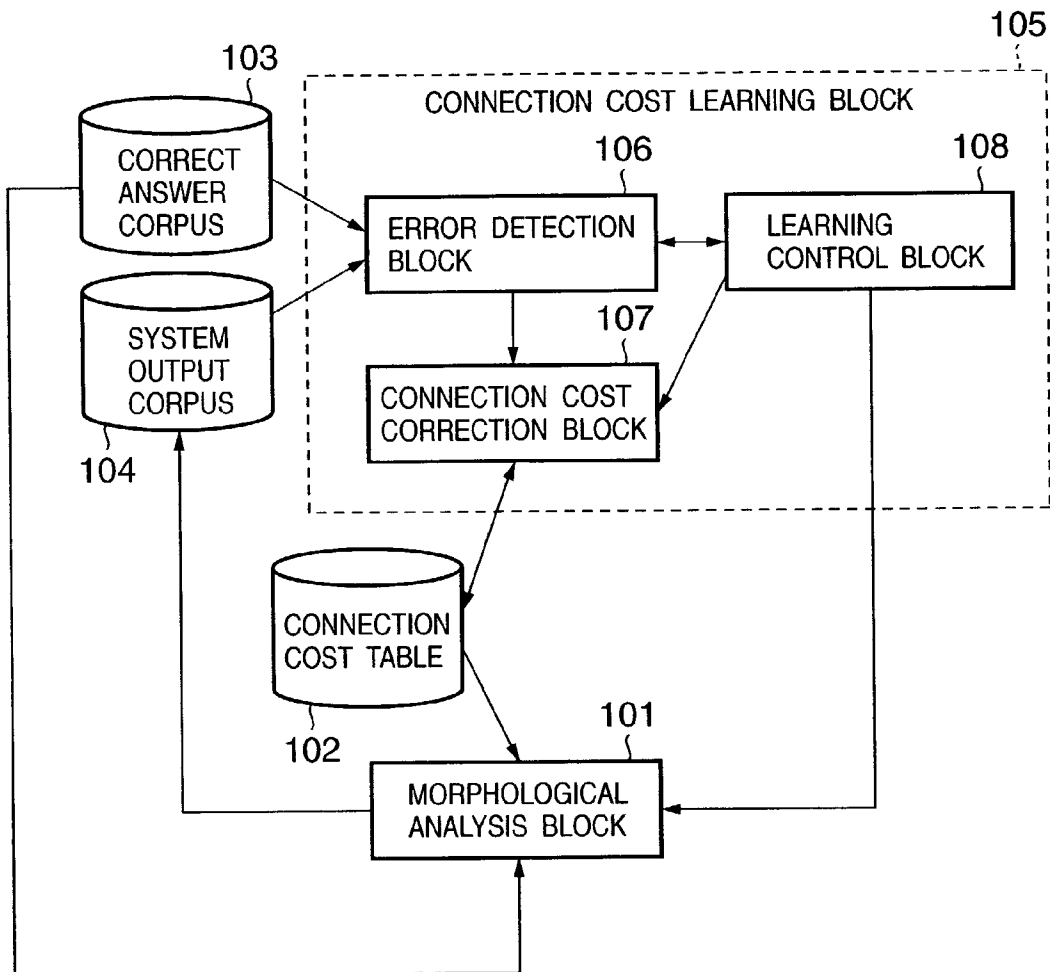 105
103
CONNECTION COST LEARNING BLOCK
106
108
CORRECT
ANSWER
CORPUS
ERROR DETECTION
BLOCK
LEARNING
CONTROL BLOCK
107
SYSTEM
OUTPUT
CORPUS
CONNECTION COST
CORRECTION BLOCK
104
CONNECTION
COST TABLE
102
101
MORPHOLOGICAL
ANALYSIS BLOCK